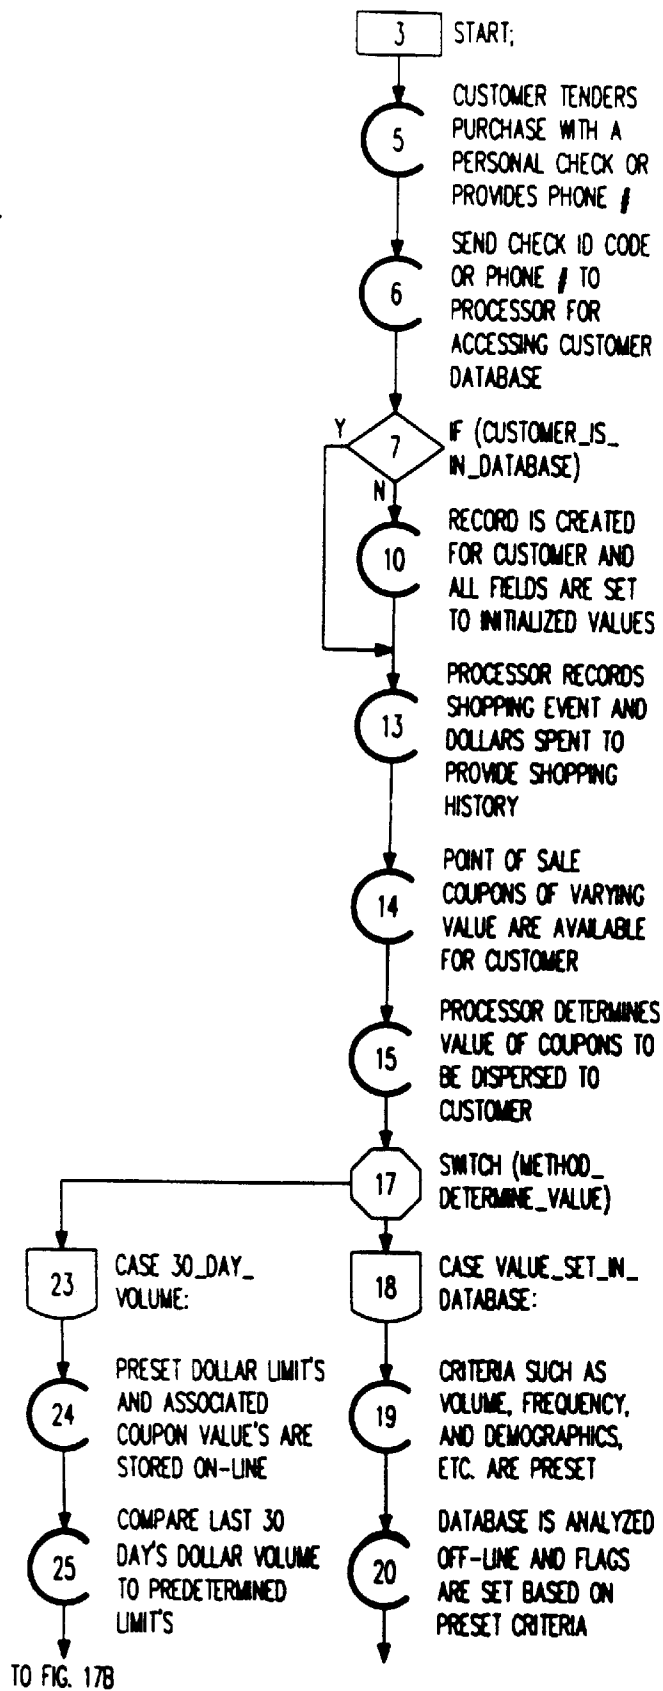 3 START;
5
CUSTOMER TENDERS
PURCHASE WITH A
PERSONAL CHECK OR
PROVIDES PHONE #
6
SEND CHECK ID CODE
OR PHONE # TO
PROCESSOR FOR
ACCESSING CUSTOMER
DATABASE
Y
7
N
IF (CUSTOMER_IS_
IN_DATABASE)
10
RECORD IS CREATED
FOR CUSTOMER AND
ALL FIELDS ARE SET
TO INITIALIZED VALUES
13
PROCESSOR RECORDS
SHOPPING EVENT AND
DOLLARS SPENT TO
PROVIDE SHOPPING
HISTORY
14
POINT OF SALE
COUPONS OF VARYING
VALUE ARE AVAILABLE
FOR CUSTOMER
15
PROCESSOR DETERMINES
VALUE OF COUPONS TO
BE DISPERSED TO
CUSTOMER
17
SWITCH (METHOD_
DETERMINE_VALUE)
23
CASE 30_DAY_
VOLUME:
24
PRESET DOLLAR LIMIT'S
AND ASSOCIATED
COUPON VALUE'S ARE
STORED ON-LINE
25
COMPARE LAST 30
DAY'S DOLLAR VOLUME
TO PREDETERMINED
LIMIT'S
TO FIG. 17B
18
CASE VALUE_SET_IN_
DATABASE:
19
CRITERIA SUCH AS
VOLUME, FREQUENCY,
AND DEMOGRAPHICS,
ETC. ARE PRESET
20
DATABASE IS ANALYZED
OFF-LINE AND FLAGS
ARE SET BASED ON
PRESET CRITERIA